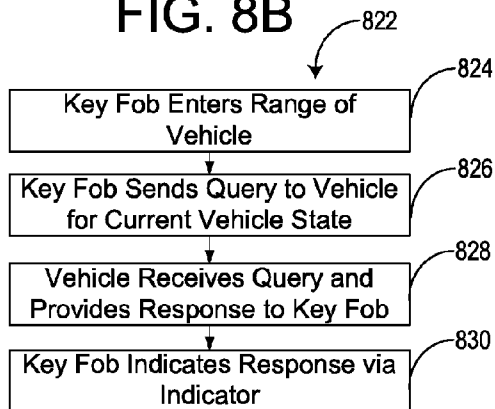 FIG. 8B
822
Key Fob Enters Range of
Vehicle
824
Key Fob Sends Query to Vehicle
for Current Vehicle State
826
Vehicle Receives Query and
Provides Response to Key Fob
828
Key Fob Indicates Response via
Indicator
830